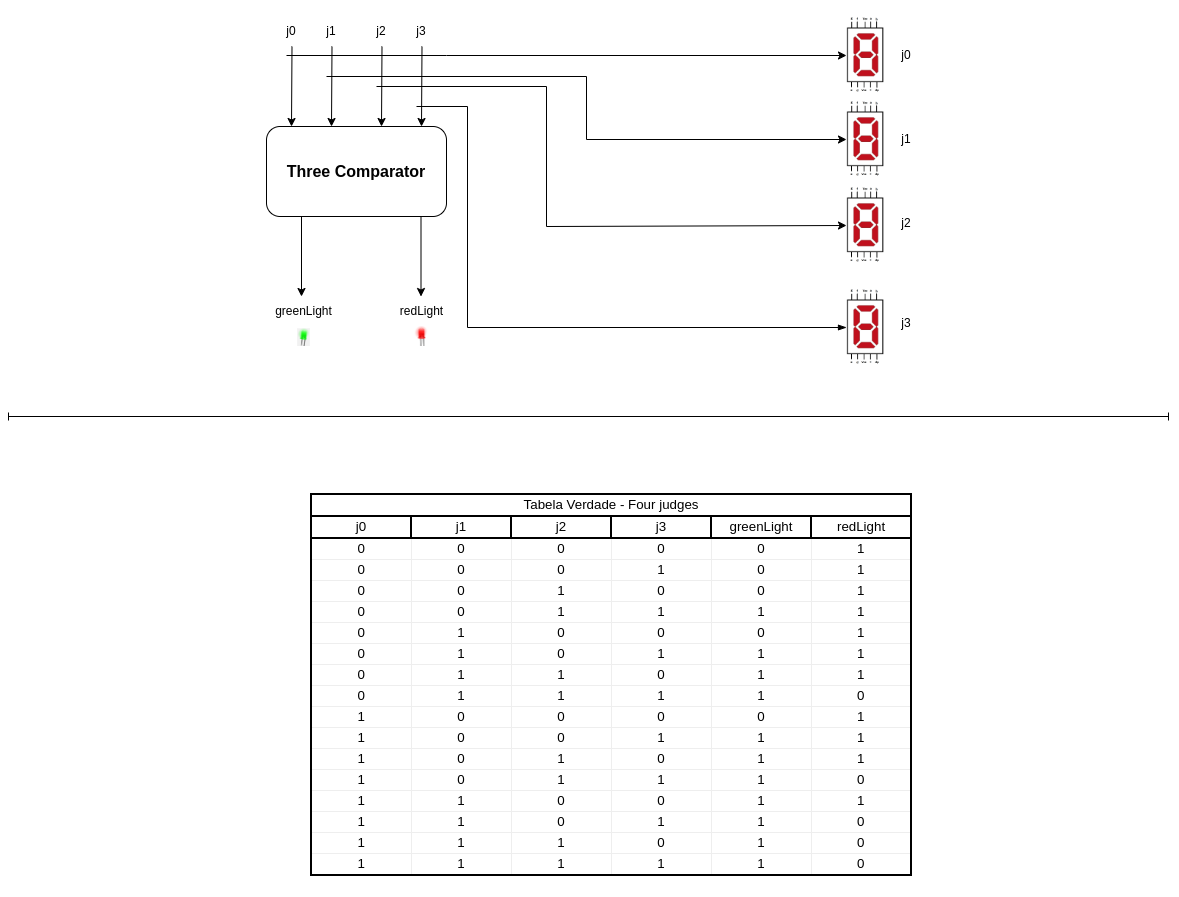 j0 j1 j2 j3
j0
j1
Three Comparator
j2
greenLight redLight
j3
Tabela Verdade - Four judges
j0 j1 j2 j3 greenLight redLight
0 0 0 0 0 1
0 0 0 1 0 1
0 0 1 0 0 1
0 0 1 1 1 1
0 1 0 0 0 1
0 1 0 1 1 1
0 1 1 0 1 1
0 1 1 1 1 0
1 0 0 0 0 1
1 0 0 1 1 1
1 0 1 0 1 1
1 0 1 1 1 0
1 1 0 0 1 1
1 1 0 1 1 0
1 1 1 0 1 0
1 1 1 1 1 0